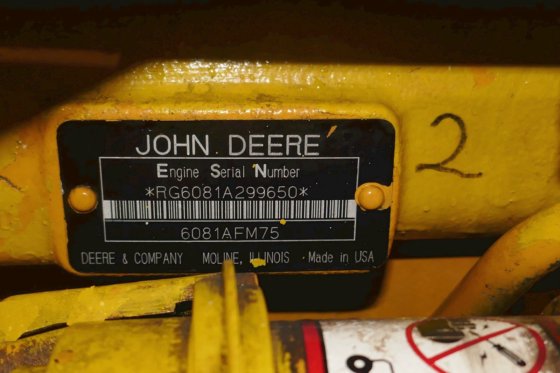 2
JOHN DEERE
Engine Serial Number
*RG6081A299650*
6081AFM75
DEERE & COMPANY MOLINE, ILLINOIS Made in USA